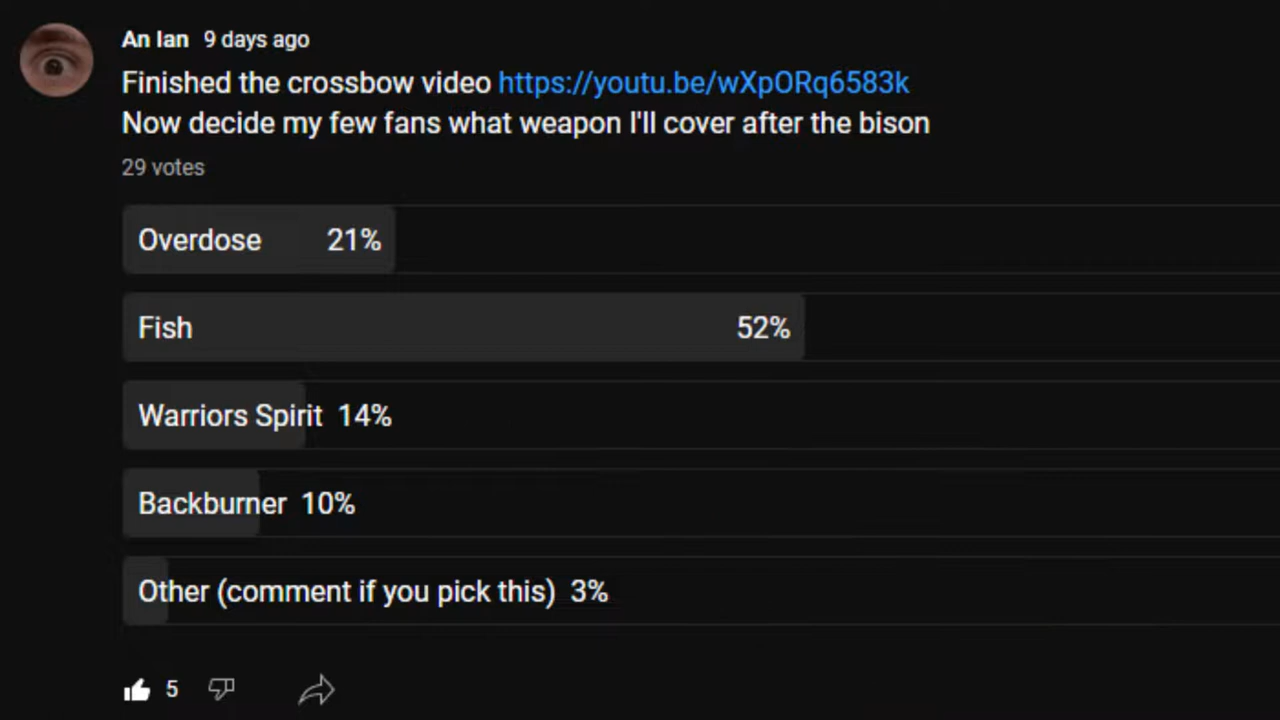 An Ian 9 days ago
Finished the crossbow video https://youtu.be/wXpORq6583k
Now decide my few fans what weapon I'll cover after the bison
29 votes
Overdose 21%
Fish 52%
Warriors Spirit 14%
Backburner 10%
Other (comment if you pick this) 3%
5